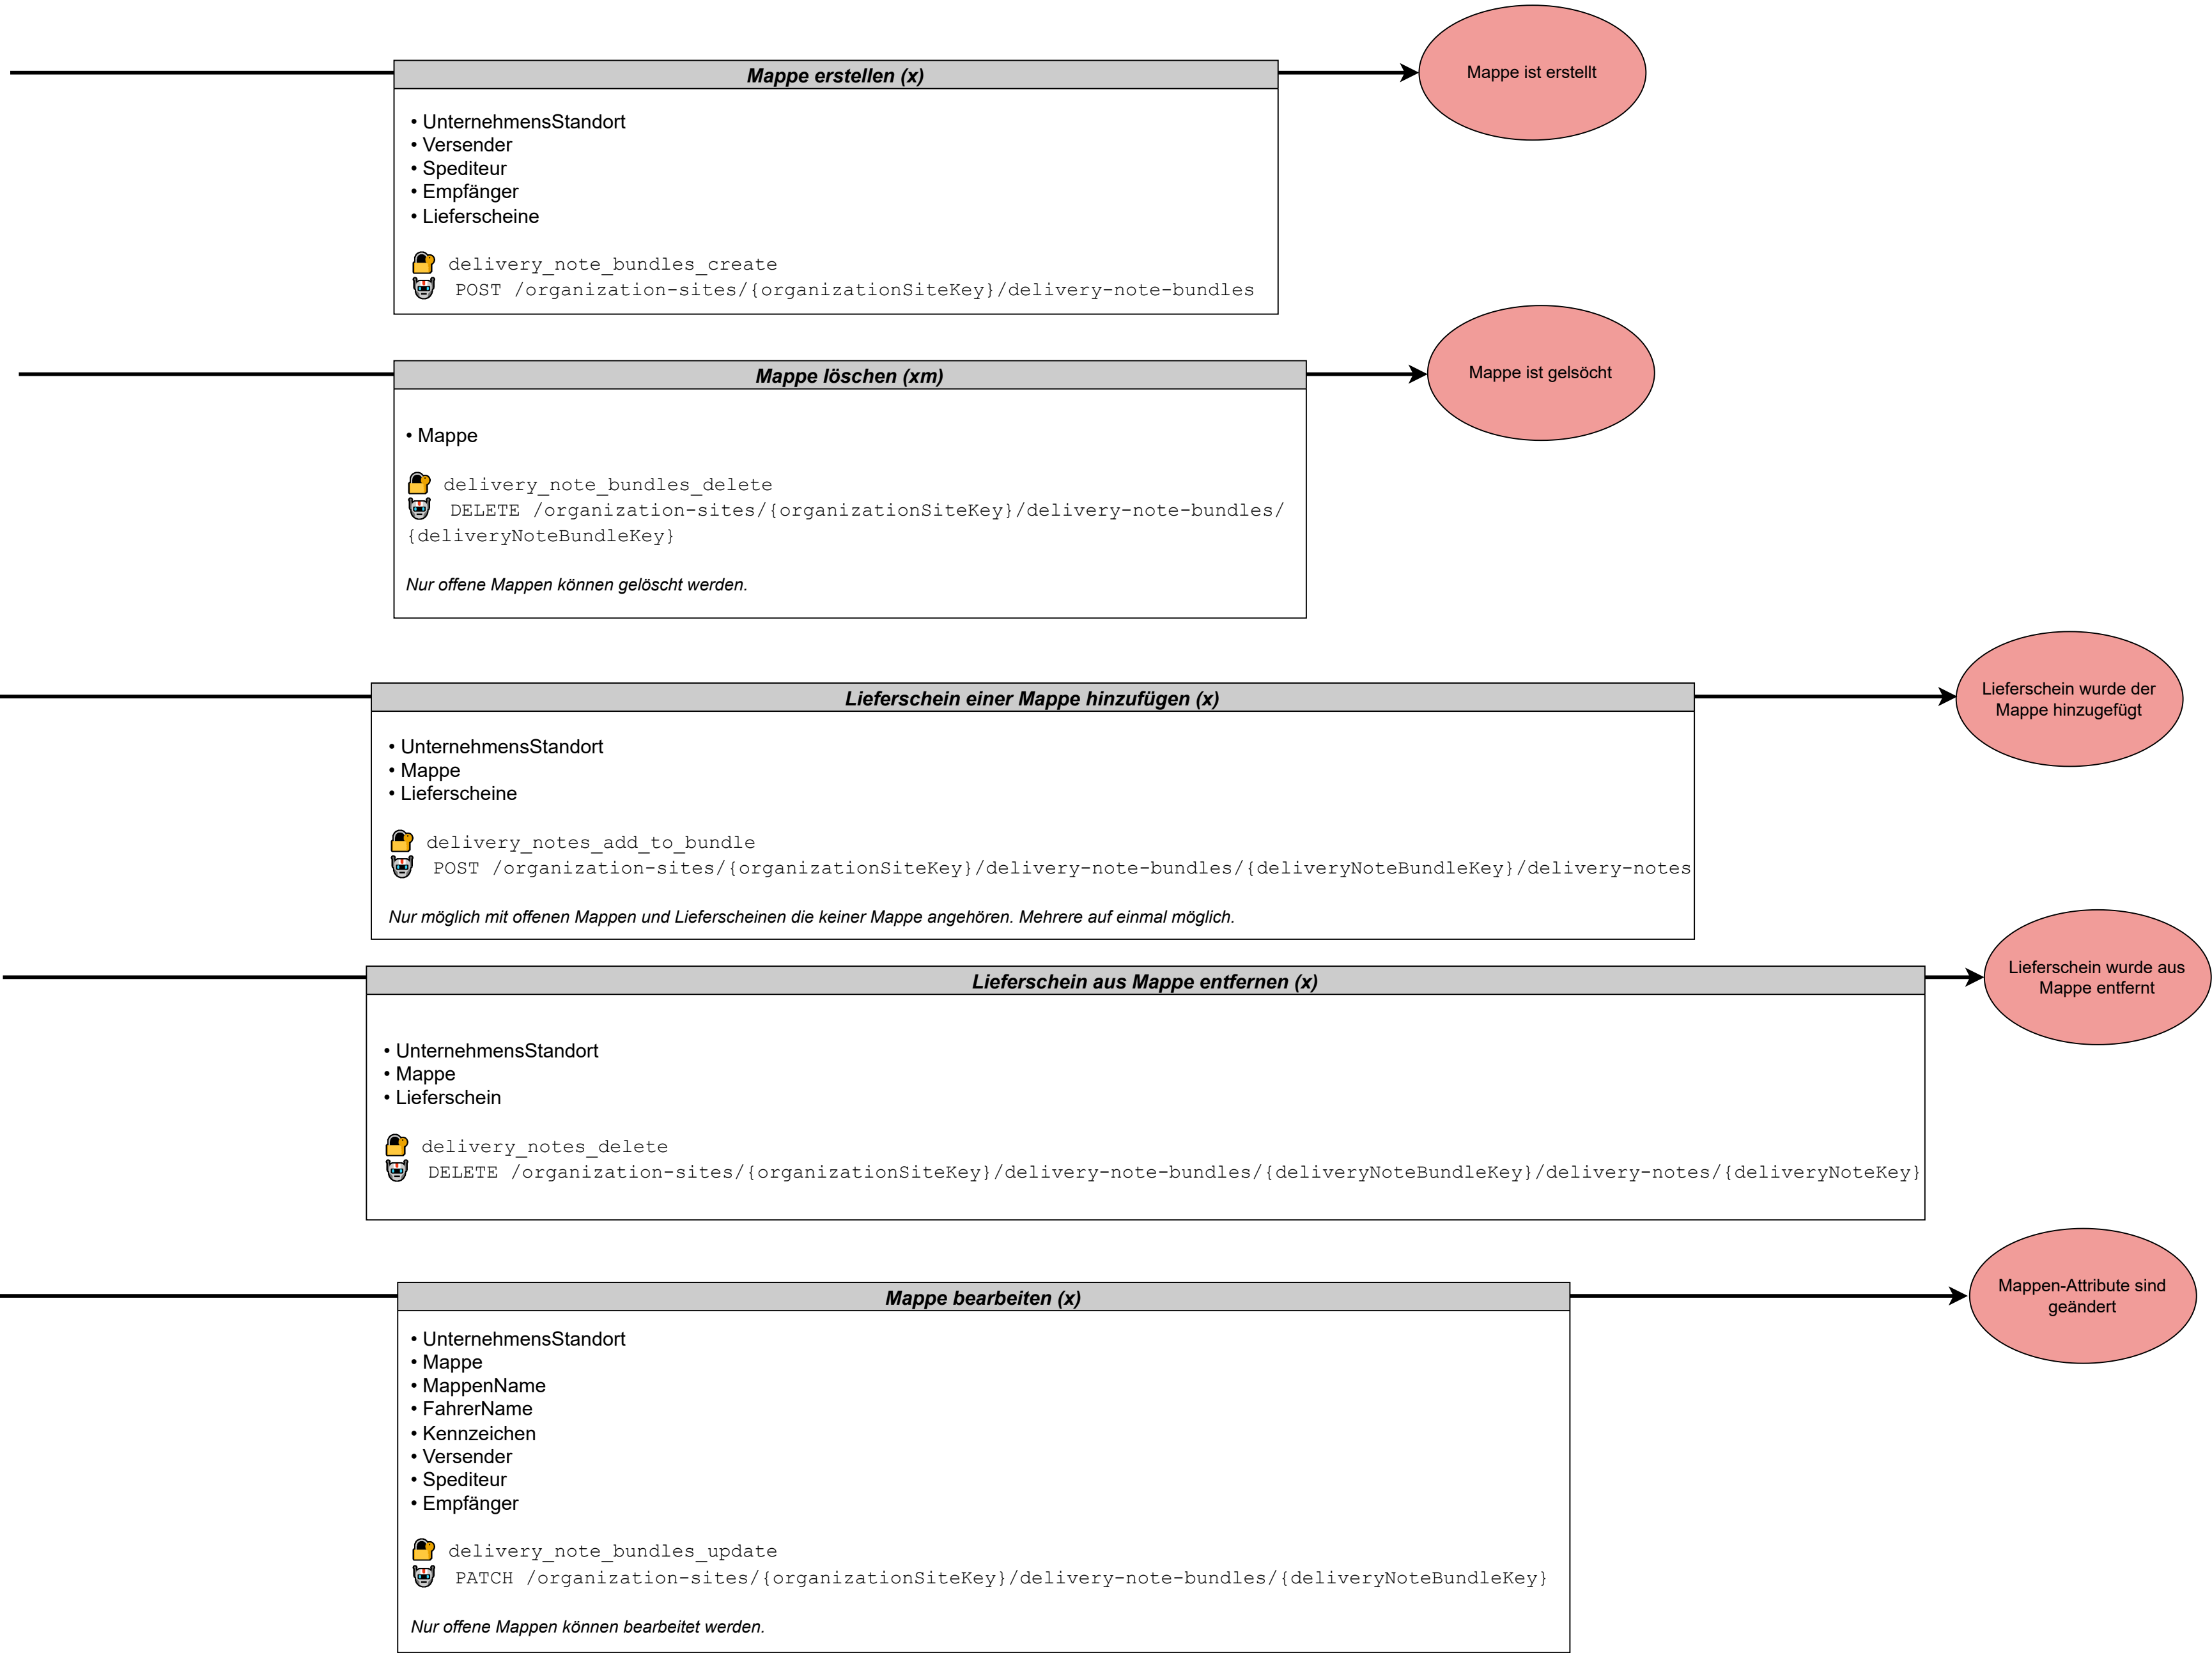 Mappe erstellen (x)
Mappe ist erstellt
• UnternehmensStandort
• Versender
• Spediteur
• Empfänger
• Lieferscheine
delivery_note_bundles_create
POST /organization-sites/{organizationSiteKey}/delivery-note-bundles
Mappe löschen (xm)
Mappe ist gelsöcht
• Mappe
delivery_note_bundles_delete
DELETE /organization-sites/{organizationSiteKey}/delivery-note-bundles/
{deliveryNoteBundleKey}
Nur offene Mappen können gelöscht werden.
Lieferschein einer Mappe hinzufügen (x)
Lieferschein wurde der
Mappe hinzugefügt
• UnternehmensStandort
• Mappe
• Lieferscheine
delivery_notes_add_to_bundle
POST /organization-sites/{organizationSiteKey}/delivery-note-bundles/{deliveryNoteBundleKey}/delivery-notes
Nur möglich mit offenen Mappen und Lieferscheinen die keiner Mappe angehören. Mehrere auf einmal möglich.
Lieferschein aus Mappe entfernen (x)
Lieferschein wurde aus
Mappe entfernt
• UnternehmensStandort
• Mappe
• Lieferschein
delivery_notes_delete
DELETE /organization-sites/{organizationSiteKey}/delivery-note-bundles/{deliveryNoteBundleKey}/delivery-notes/{deliveryNoteKey}
Mappe bearbeiten (x)
Mappen-Attribute sind
geändert
• UnternehmensStandort
• Mappe
• MappenName
• FahrerName
• Kennzeichen
• Versender
• Spediteur
• Empfänger
delivery_note_bundles_update
PATCH /organization-sites/{organizationSiteKey}/delivery-note-bundles/{deliveryNoteBundleKey}
Nur offene Mappen können bearbeitet werden.